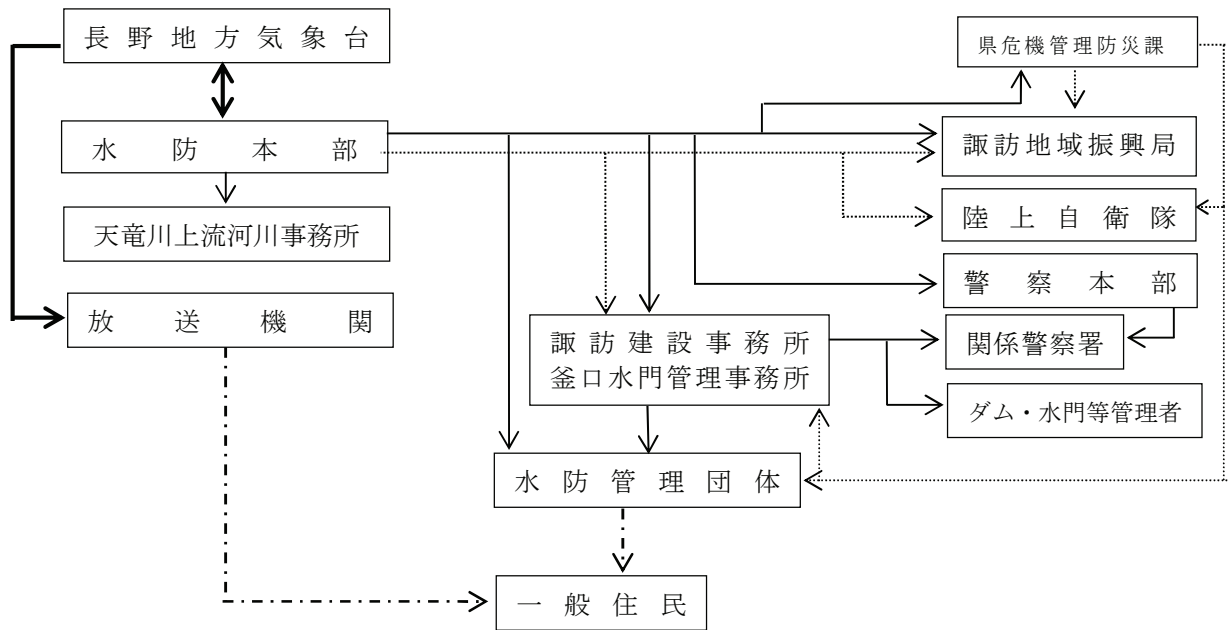 長野地方気象台
県危機管理防災課
水防本部
諏訪地域振興局
天竜川上流河川事務所
陸上自衛隊
警察本部
放送機関
諏訪建設事務所
釜口水門管理事務所
関係警察署
ダム・水門等管理者
水防管理団体
一般住民